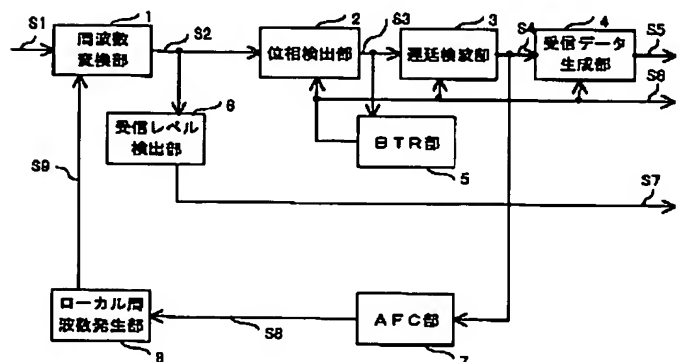 1
S1
周波数
変換部
S2
2
位相検出部
S3
3
遅延検波部
S4
4
受信データ
生成部
S5
S6
6
受信レベル
検出部
BTR部
5
S9
S7
ローカル周
波数発生部
8
S8
AFC部
7